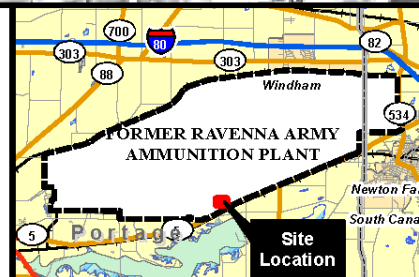 700
80
82
303
303
88
Windham
534
FORMER RAVENNA ARMY
AMMUNITION PLANT
Newton Fa
South Cana
5
5
Portage
Site
Location